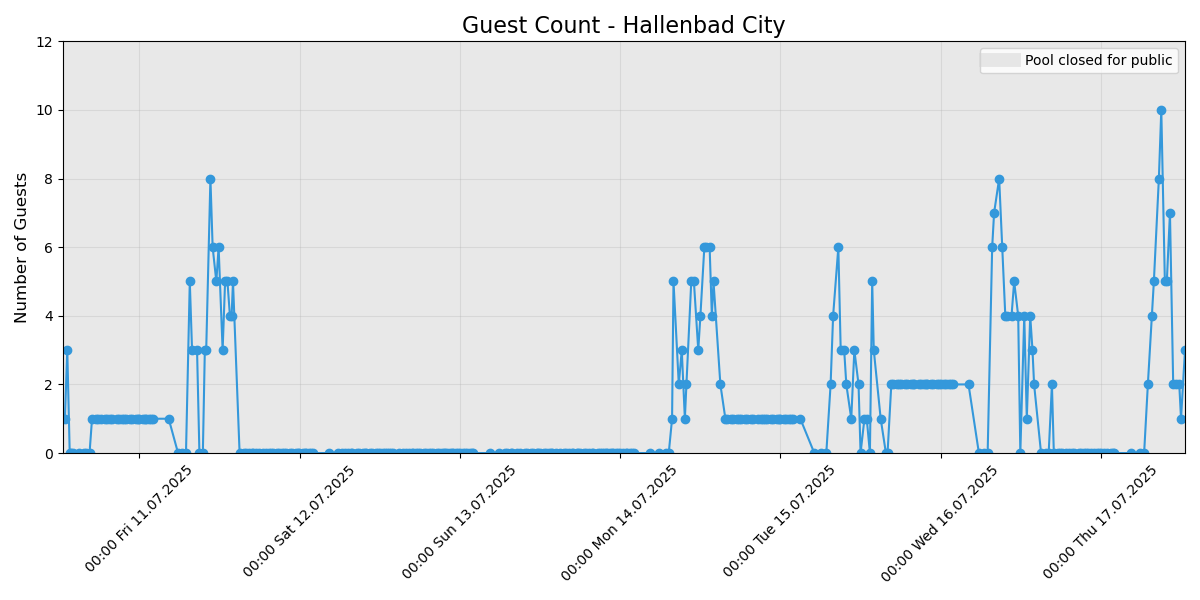 Guest Count - Hallenbad City
Pool closed for public
Number of Guests
12
10
8
6
4
2
0
00:00 Fri 11.07.2025
00:00 Sat 12.07.2025
00:00 Sun 13.07.2025
00:00 Mon 14.07.2025
00:00 Tue 15.07.2025
00:00 Wed 16.07.2025
00:00 Thu 17.07.2025